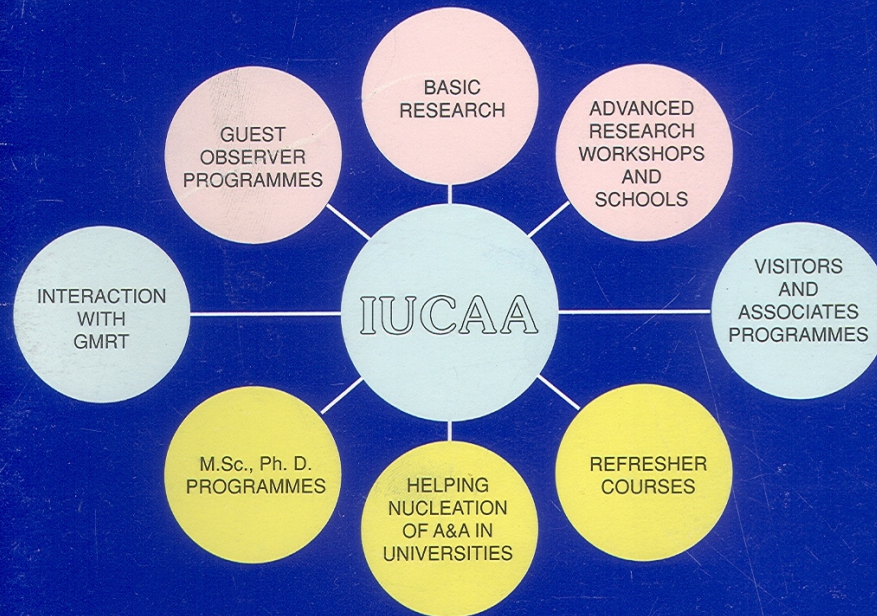 BASIC
RESEARCH
GUEST
OBSERVER
PROGRAMMES
ADVANCED
RESEARCH
WORKSHOPS
AND
SCHOOLS
INTERACTION
WITH
GMRT
IUCAA
VISITORS
AND
ASSOCIATES
PROGRAMMES
M.Sc., Ph. D.
PROGRAMMES
HELPING
NUCLEATION
OF A&A IN
UNIVERSITIES
REFRESHER
COURSES